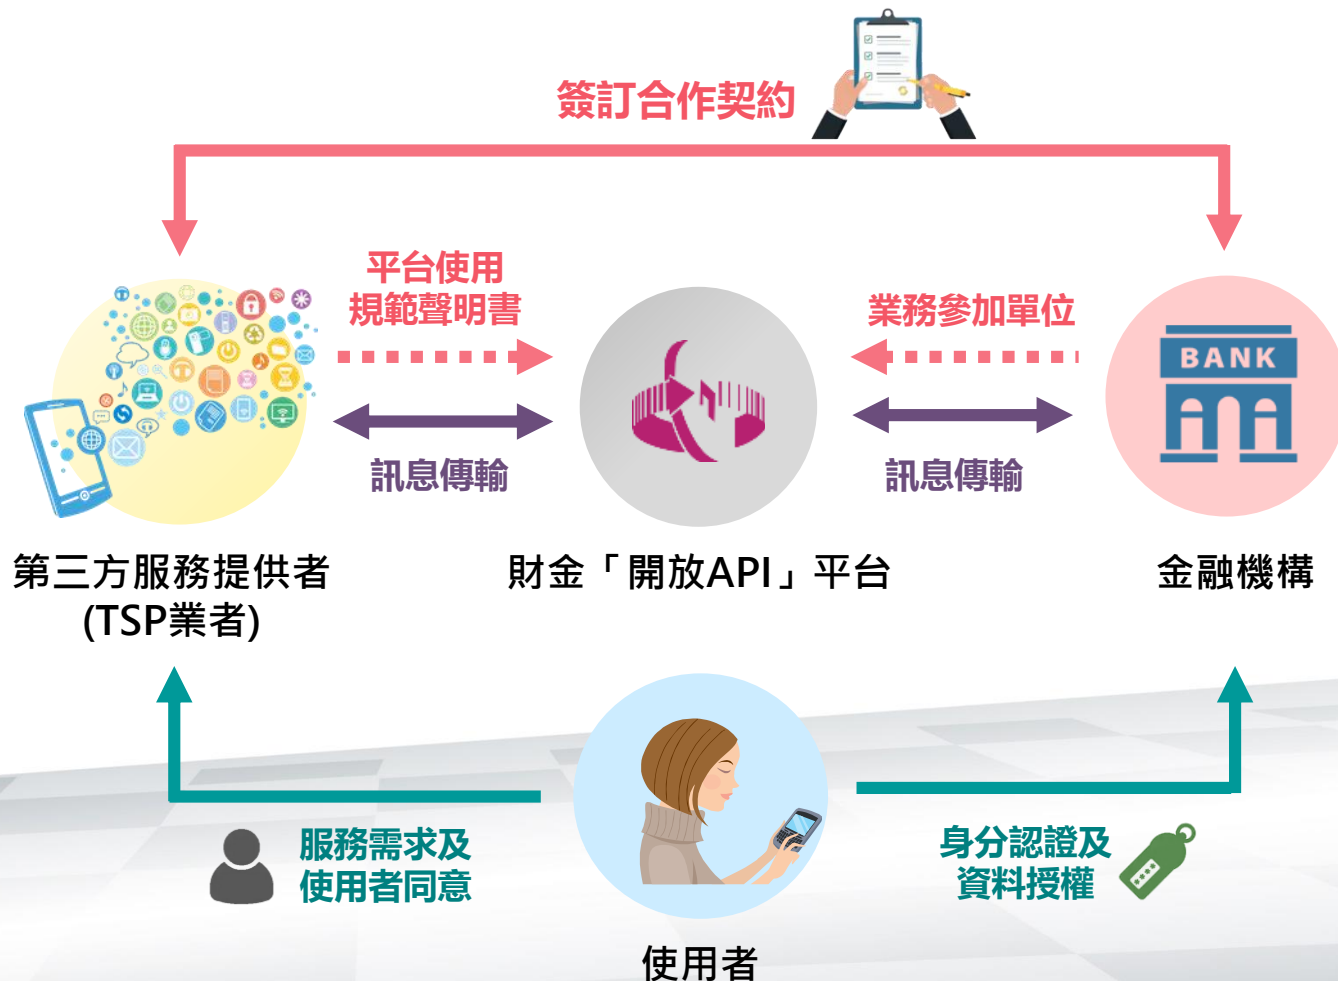 簽訂合作契約
平台使用
規範聲明書
業務參加單位
BANK
訊息傳輸
訊息傳輸
第三方服務提供者
(TSP業者)
財金「開放API」平台
金融機構
服務需求及
使用者同意
身分認證及
資料授權
****
使用者